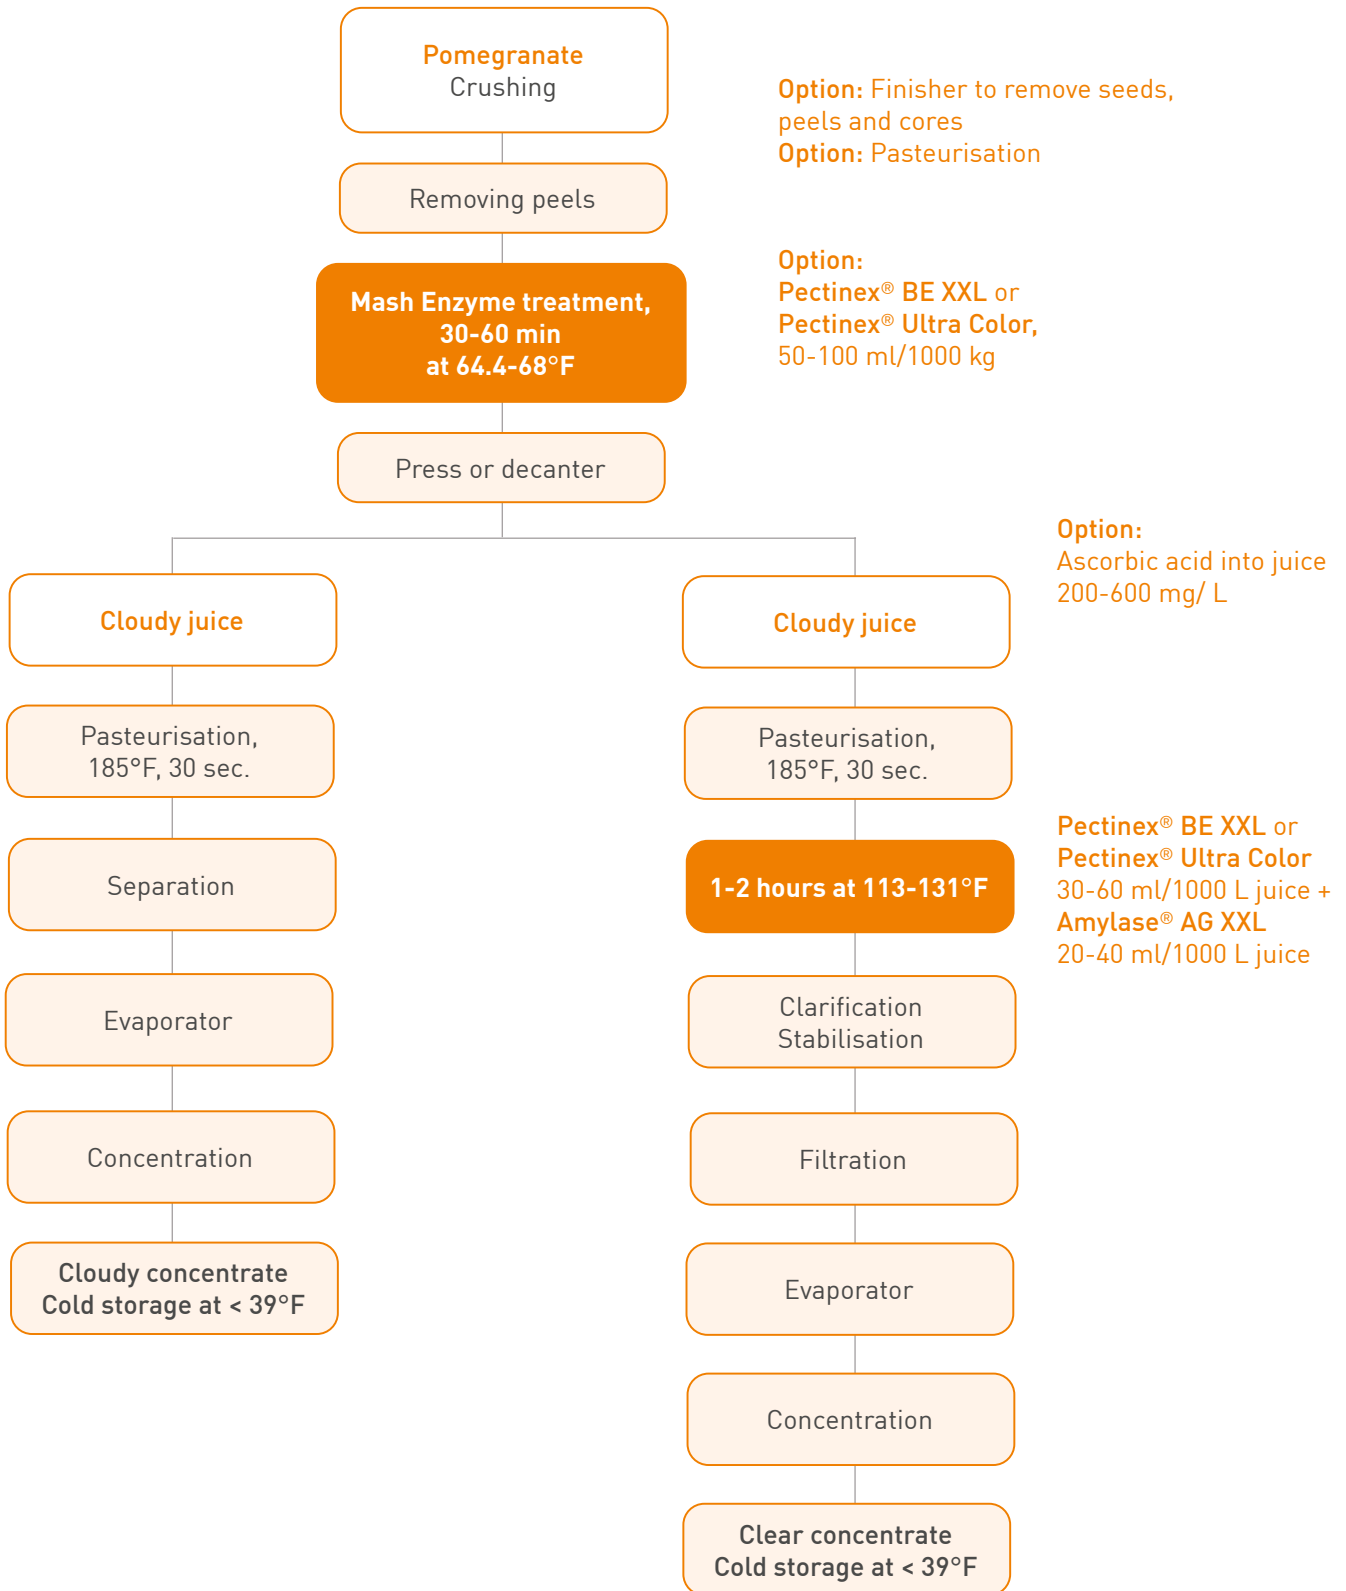 Pomegranate
Crushing
Option: Finisher to remove seeds,
peels and cores
Option: Pasteurisation
Removing peels
Mash Enzyme treatment,
30-60 min
at 64.4-68°F
Option:
Pectinex® BE XXL or
Pectinex® Ultra Color,
50-100 ml/1000 kg
Press or decanter
Option:
Ascorbic acid into juice
200-600 mg/ L
Cloudy juice
Pasteurisation,
185°F, 30 sec.
Separation
Evaporator
Concentration
Cloudy concentrate
Cold storage at < 39°F
Cloudy juice
Pasteurisation,
185°F, 30 sec.
1-2 hours at 113-131°F
Pectinex® BE XXL or
Pectinex® Ultra Color
30-60 ml/1000 L juice +
Amylase® AG XXL
20-40 ml/1000 L juice
Clarification
Stabilisation
Filtration
Evaporator
Concentration
Clear concentrate
Cold storage at < 39°F